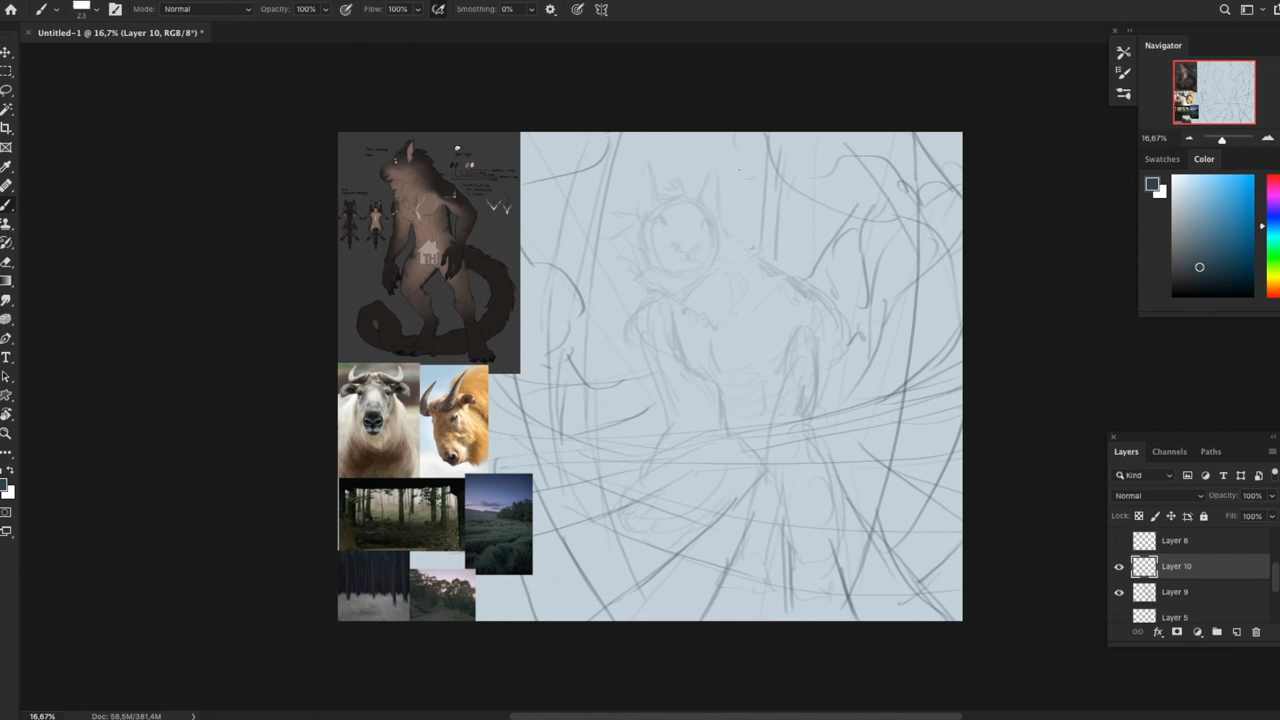 23
Mode:
Normal
Opacity:
100%
Flow:
100%
Smoothing:
0%
× Untitled-1 @ 16,7% (Layer 10, RGB/8*) *
Navigator
16,67%
Swatches
Color
Layers
Channels
Paths
Kind
Normal
Opacity:
100%
Lock:
Fill:
100%
Layer 8
Layer 10
Layer 9
Layer 5
fx
16,67%
Doc: 58,5M/381,4M